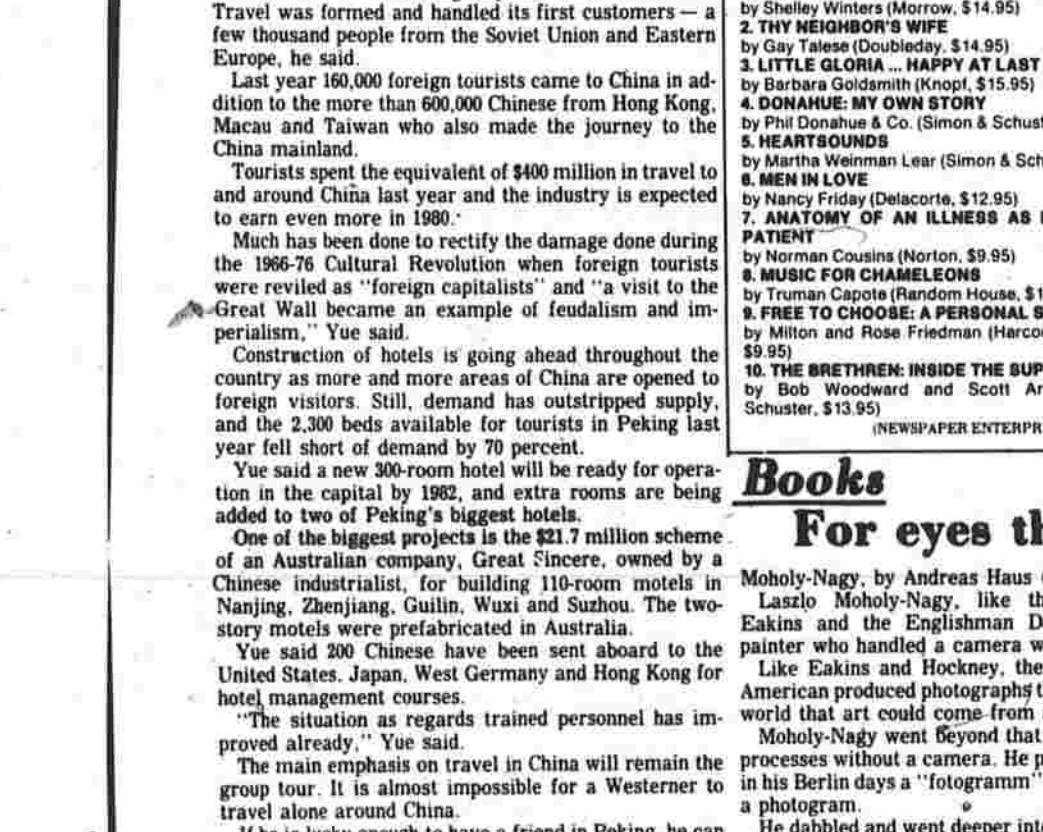 Travel was formed and handled its first customers — a
few thousand people from the Soviet Union and Eastern
Europe, he said.
Last year 160,000 foreign tourists came to China in ad-
dition to the more than 600,000 Chinese from Hong Kong,
Macau and Taiwan who also made the journey to the
China mainland.
Tourists spent the equivalent of $400 million in travel to
and around China last year and the industry is expected
to earn even more in 1980.
Much has been done to rectify the damage done during
the 1966-76 Cultural Revolution when foreign tourists
were reviled as "foreign capitalists" and "a visit to the
Great Wall became an example of feudalism and im-
perialism," Yue said.
Construction of hotels is going ahead throughout the
country as more and more areas of China are opened to
foreign visitors. Still, demand has outstripped supply,
and the 2,300 beds available for tourists in Peking last
year fell short of demand by 70 percent.
Yue said a new 300-room hotel will be ready for opera-
tion in the capital by 1982, and extra rooms are being
added to two of Peking's biggest hotels.
One of the biggest projects is the $21.7 million scheme
of an Australian company, Great Sincere, owned by a
Chinese industrialist, for building 110-room motels in
Nanjing, Zhenjiang, Guilin, Wuxi and Suzhou. The two-
story motels were prefabricated in Australia.
Yue said 200 Chinese have been sent aboard to the
United States, Japan, West Germany and Hong Kong for
hotel management courses.
"The situation as regards trained personnel has im-
proved already," Yue said.
The main emphasis on travel in China will remain the
group tour. It is almost impossible for a Westerner to
travel alone around China.
If he is lucky enough to have a friend in Peking, he can
by Shelley Winters (Morrow, $14.95)
2. THY NEIGHBOR'S WIFE
by Gay Talese (Doubleday, $14.95)
3. LITTLE GLORIA ... HAPPY AT LAST
by Barbara Goldsmith (Knopf, $15.95)
4. DONAHUE: MY OWN STORY
by Phil Donahue & Co. (Simon & Schust
5. HEARTSOUNDS
by Martha Weinman Lear (Simon & Sch
6. MEN IN LOVE
by Nancy Friday (Delacorte, $12.95)
7. ANATOMY OF AN ILLNESS AS
PATIENT
by Norman Cousins (Norton, $9.95)
8. MUSIC FOR CHAMELEONS
by Truman Capote (Random House, $1
9. FREE TO CHOOSE: A PERSONAL S
by Milton and Rose Friedman (Harco
$9.95)
10. THE BRETHREN: INSIDE THE SUP
by Bob Woodward and Scott Ar
Schuster, $13.95)
(NEWSPAPER ENTERPR
Books
For eyes th
Moholy-Nagy, by Andreas Haus
Laszlo Moholy-Nagy, like th
Eakins and the Englishman D
painter who handled a camera w
Like Eakins and Hockney, the
American produced photographs t
world that art could come from
Moholy-Nagy went beyond that
processes without a camera. He p
in his Berlin days a "fotogramm"
a photogram.
He dabbled and went deeper int